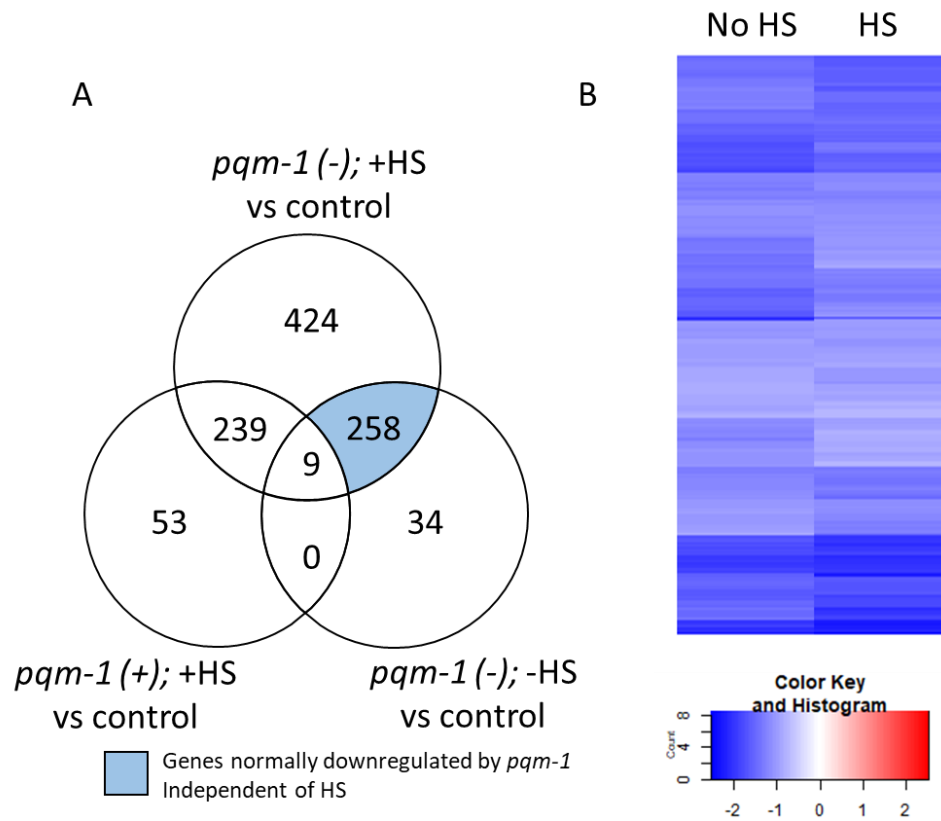 No HS HS
A
B
pqm-1 (-); +HS
vs control
424
239
258
9
53
34
0
pqm-1 (+); +HS
vs control
pqm-1 (-); -HS
vs control
Genes normally downregulated by pqm-1
Independent of HS
Color Key
and Histogram
Count
8
4
0
-2 -1 0 1 2